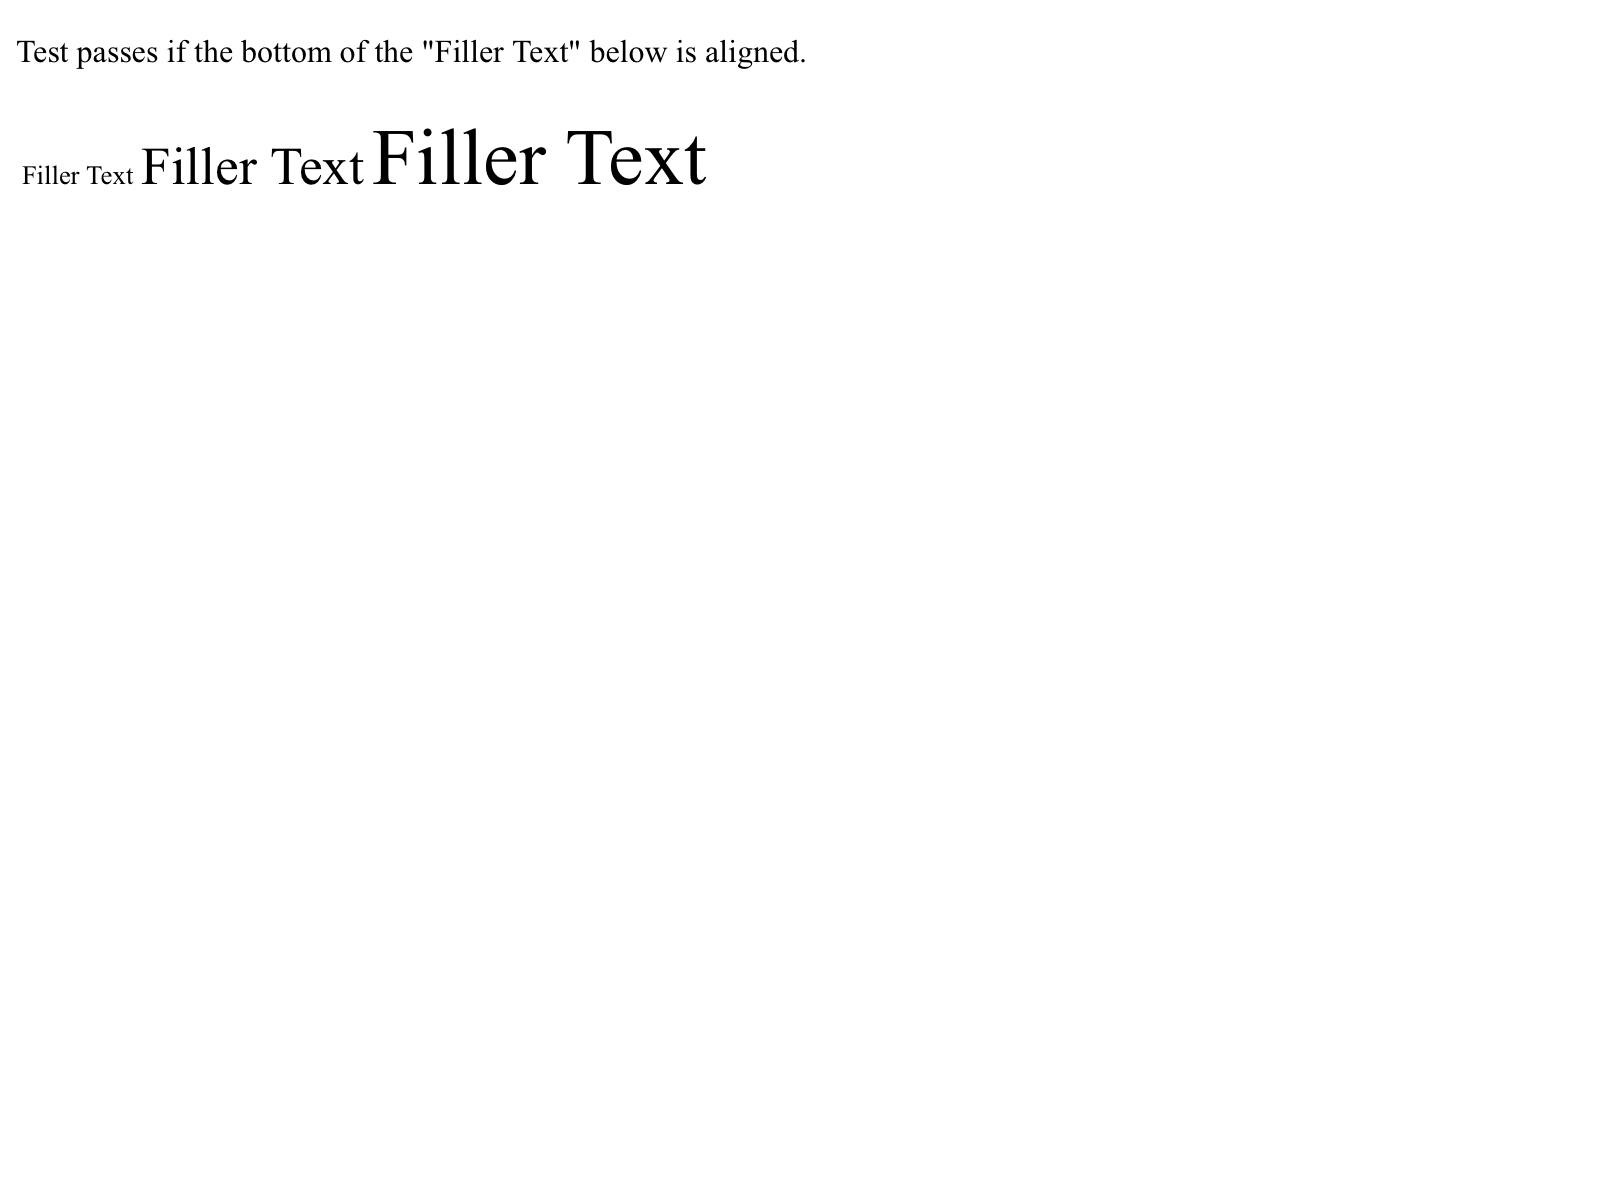 Test passes if the bottom of the "Filler Text" below is aligned.
Filler Text Filler Text Filler Text